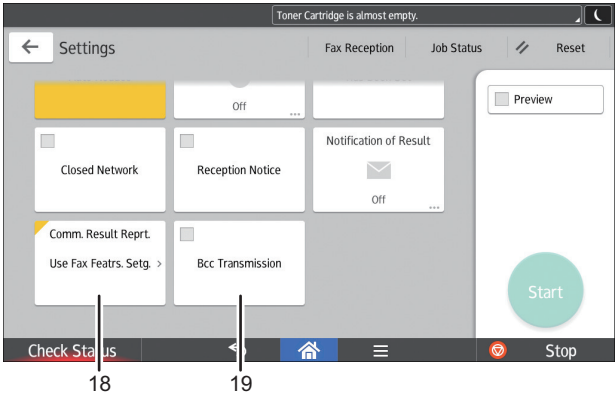 Toner Cartridge is almost empty.
Settings
Fax Reception
Job Status
Reset
Off
Preview
Closed Network
Reception Notice
Notification of Result
Off
Comm. Result Reprt.
Use Fax Featrs. Setg. >
Bcc Transmission
Start
Check Status
Stop
18
19